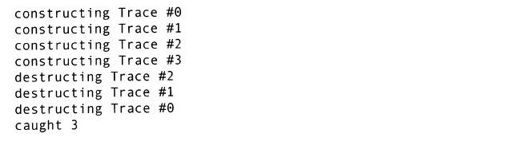 constructing Trace #0
constructing Trace #1
constructing Trace #2
constructing Trace #3
destructing Trace #2
destructing Trace #1
destructing Trace #0
caught 3